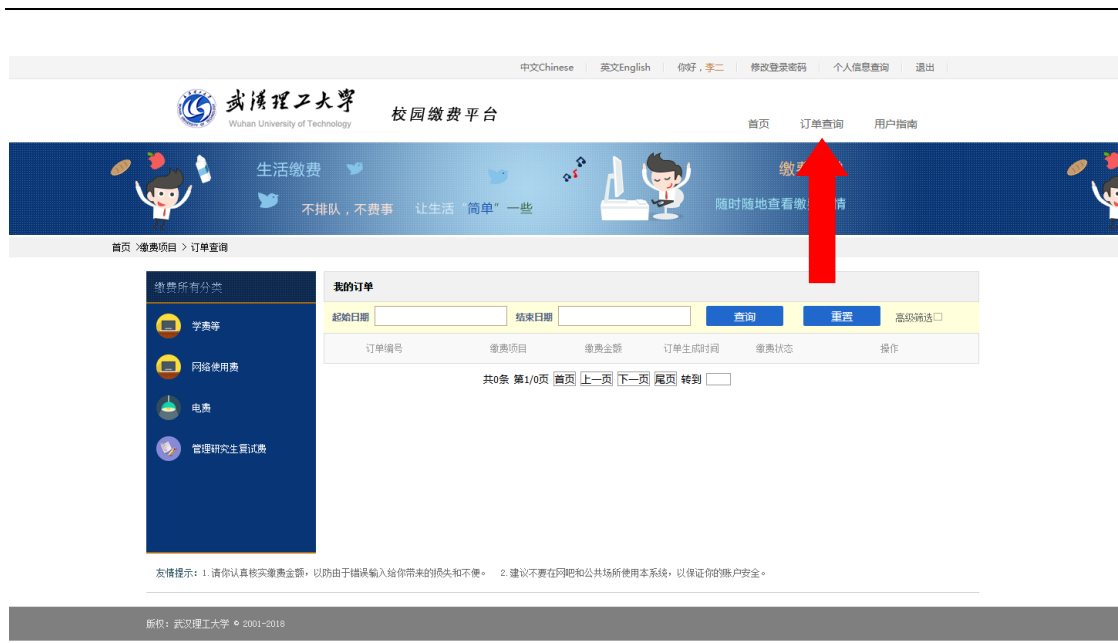 中文Chinese 英文English 你好，李二 修改登录密码 个人信息查询 退出
武汉理工大学 校园缴费平台
Wuhan University of Technology
首页 订单查询 用户指南
生活缴费
不排队，不费事 让生活“简单”一些
随时随地查看缴
情
首页 >缴费项目 > 订单查询
缴费所有分类
学费等
网络使用费
电费
管理研究生复试费
我的订单
起始日期 结束日期 查询 重置 高级筛选
订单编号 缴费项目 缴费金额 订单生成时间 缴费状态 操作
共0条 第1/0页 首页 上一页 下一页 尾页 转到
友情提示：1.请你认真核实缴费金额，以防由于错误输入给你带来的损失和不便。 2.建议不要在网吧和公共场所使用本系统，以保证你的账户安全。
版权：武汉理工大学 © 2001-2018